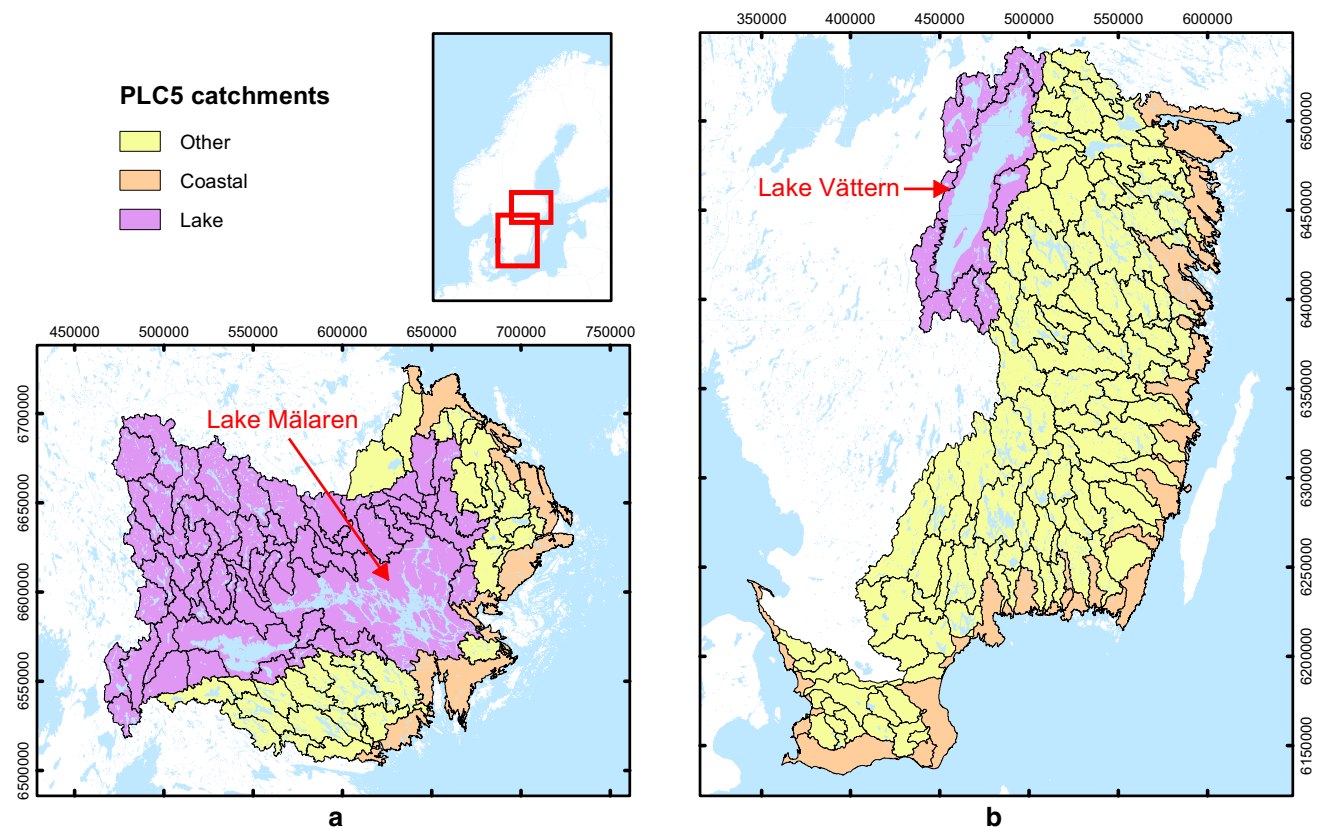 PLC5 catchments
Other
Coastal
Lake
450000 500000 550000 600000 650000 700000 750000
6700000
6650000
6600000
6550000
6500000
Lake Mälaren
a
350000 400000 450000 500000 550000 600000
6500000
6450000
6400000
6350000
6300000
6250000
6200000
6150000
Lake Vättern
b